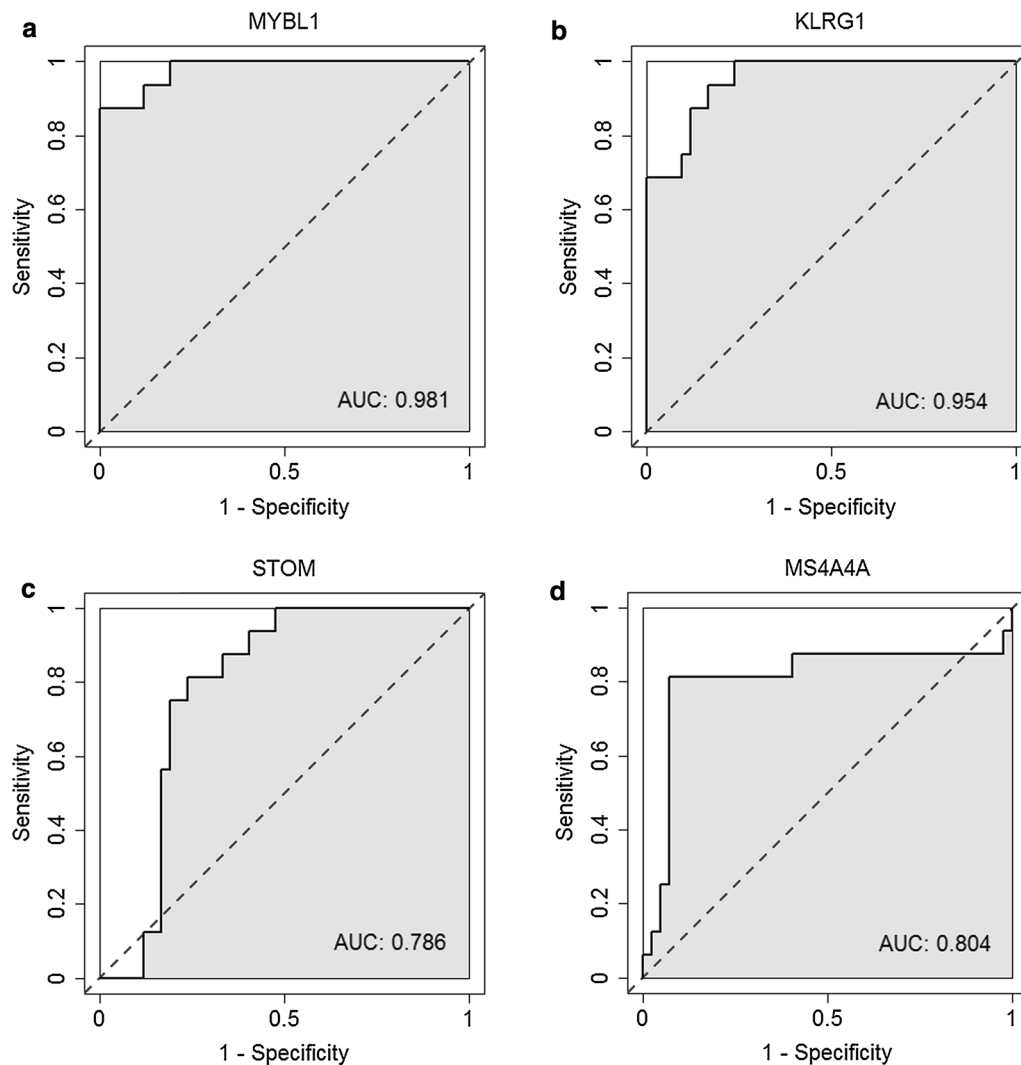 a
MYBL1
Sensitivity
1
0.8
0.6
0.4
0.2
0
AUC: 0.981
0
0.5
1
1 - Specificity
b
KLRG1
Sensitivity
1
0.8
0.6
0.4
0.2
0
AUC: 0.954
0
0.5
1
1 - Specificity
c
STOM
Sensitivity
1
0.8
0.6
0.4
0.2
0
AUC: 0.786
0
0.5
1
1 - Specificity
d
MS4A4A
Sensitivity
1
0.8
0.6
0.4
0.2
0
AUC: 0.804
0
0.5
1
1 - Specificity